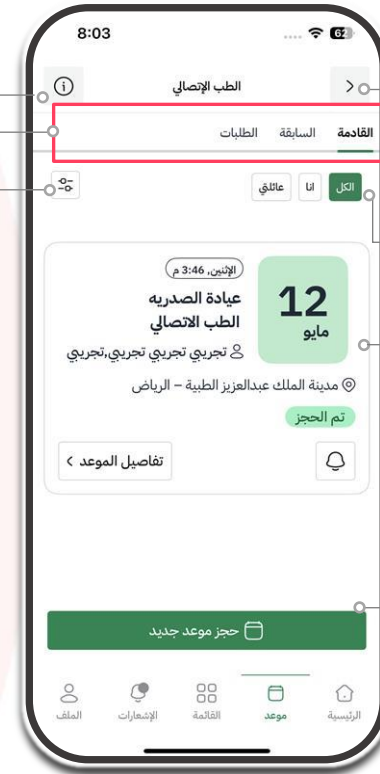 8:03
62
الطب الإتصالي
القادمة السابقة الطلبات
الكل انا عائلتي
12
مايو
الإثنين, 3:46 م
عيادة الصدريه
الطب الاتصالي
تجريبي تجريبي تجريبي,تجريبي
مدينة الملك عبدالعزيز الطبية – الرياض
تم الحجز
تفاصيل الموعد
حجز موعد جديد
الرئيسية موعد القائمة الإشعارات الملف